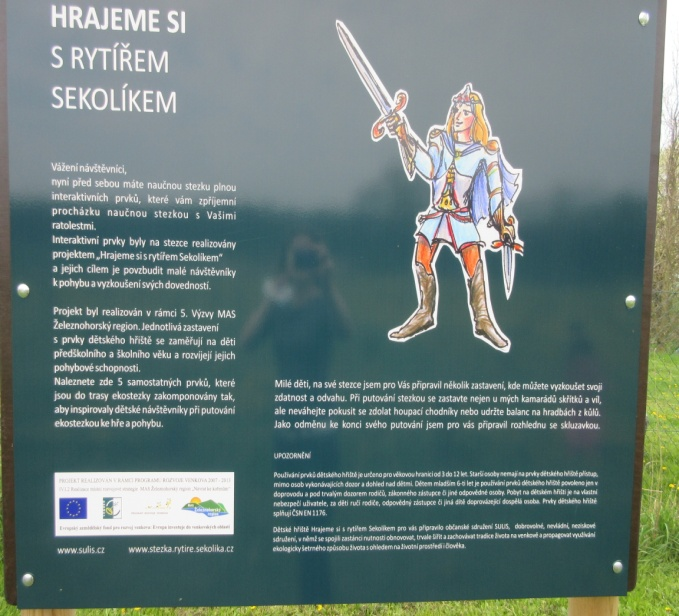 HRAJEME SI
S RYTÍŘEM
SEKOLÍKEM
Vážení návštěvníci,
nyní před sebou máte naučnou stezku plnou
interaktivních prvků, které vám zpříjemní
procházku naučnou stezkou s Vašimi
ratolestmi.
Interaktivní prvky byly na stezce realizovány
projektem „Hrajeme si s rytířem Sekolíkem“
a jejich cílem je povzbudit malé návštěvníky
k pohybu a vyzkoušení svých dovedností.
Projekt byl realizován v rámci 5. Výzvy MAS
Železnohorský region. Jednotlivá zastavení
s prvky dětského hřiště se zaměřují na děti
předškolního a školního věku a rozvíjejí jejich
pohybové schopnosti.
Naleznete zde 5 samostatných prvků, které
jsou do trasy ekostezky zakomponovány tak,
aby inspirovaly dětské návštěvníky při putování
ekostezkou ke hře a pohybu.
PROJEKT REALIZOVÁN V RÁMCI PROGRAMU ROZVOJE VENKOVA 2007 - 2013
Evropský zemědělský fond pro rozvoj venkova: Evropa investuje do venkovských oblastí
www.sulis.cz www.stezka.rytire.sekolika.cz
Milé děti, na své stezce jsem pro Vás připravil několik zastavení, kde můžete vyzkoušet svoji
zdatnost a odvahu. Při putování stezkou se zastavte nejen u mých kamarádů skřítků a víl,
ale neváhejte pokusit se zdolat houpací chodníky nebo udržte balanc na hradbách z kůlů.
Jako odměnu ke konci svého putování jsem pro vás připravil rozhlednu se skluzavkou.
UPOZORNĚNÍ
Používání prvků dětského hřiště je určeno pro věkovou hranici od 3 do 12 let. Starší osoby nemají na prvky dětského hřiště přístup,
mimo osob vykonávajících dozor a dohled nad dětmi. Dětem mladším 6-ti let je používání prvků dětského hřiště povoleno jen v
doprovodu a pod trvalým dozorem rodičů, zákonného zástupce či jiné odpovědné osoby. Pobyt na dětském hřišti je na vlastní
nebezpečí uživatele, za děti ručí rodiče, odpovědný zástupce či jiná dítě doprovázející dospělá osoba. Prvky dětského hřiště
splňují ČSN EN 1176.
Dětské hřiště Hrajeme si s rytířem Sekolíkem pro vás připravilo občanské sdružení SULIS, dobrovolné, nevládní, neziskové
sdružení, v němž se spojili zastánci nutnosti obnovovat, trvale šířit a zachovávat tradice života na venkově a propagovat využívání
ekologicky šetrného způsobu života s ohledem na životní prostředí i člověka.